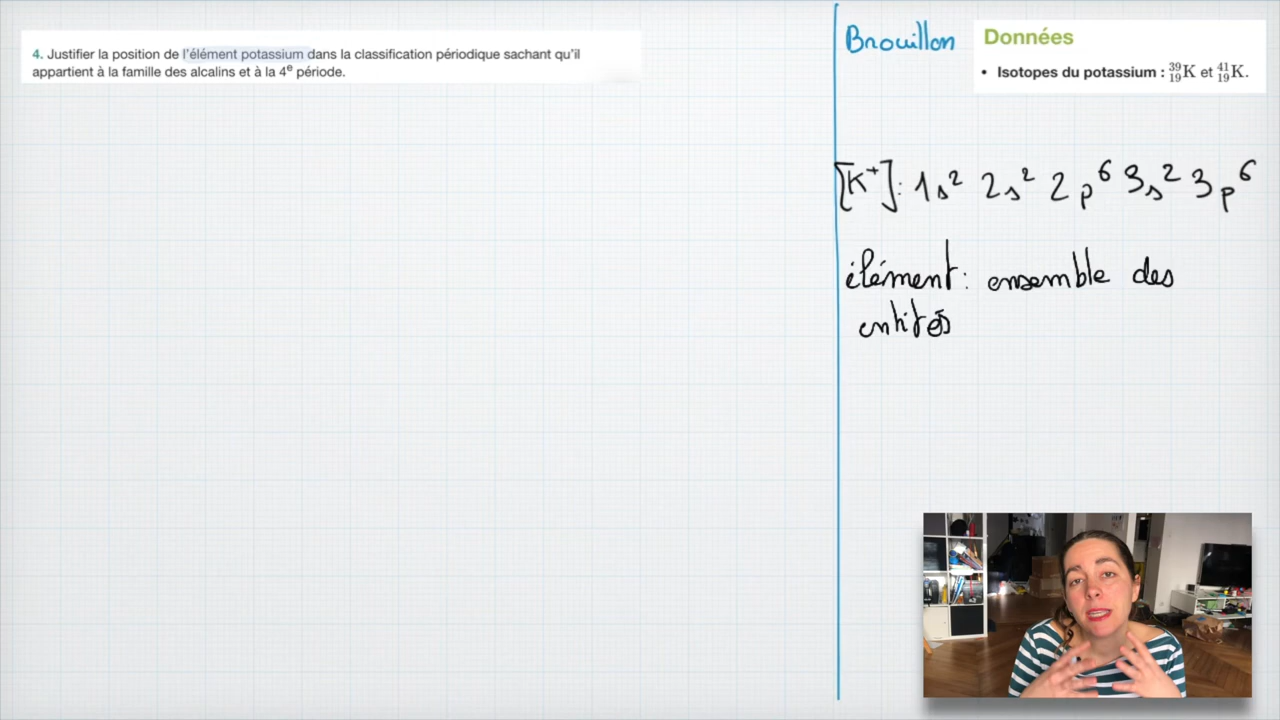 4. Justifier la position de l'élément potassium dans la classification périodique sachant qu'il
appartient à la famille des alcalins et à la 4e période.
Brouillon
Données
• Isotopes du potassium : ³⁹₁₉K et ⁴¹₁₉K.
[K⁺]: 1s² 2s² 2p⁶ 3s² 3p⁶
élément: ensemble des
entités